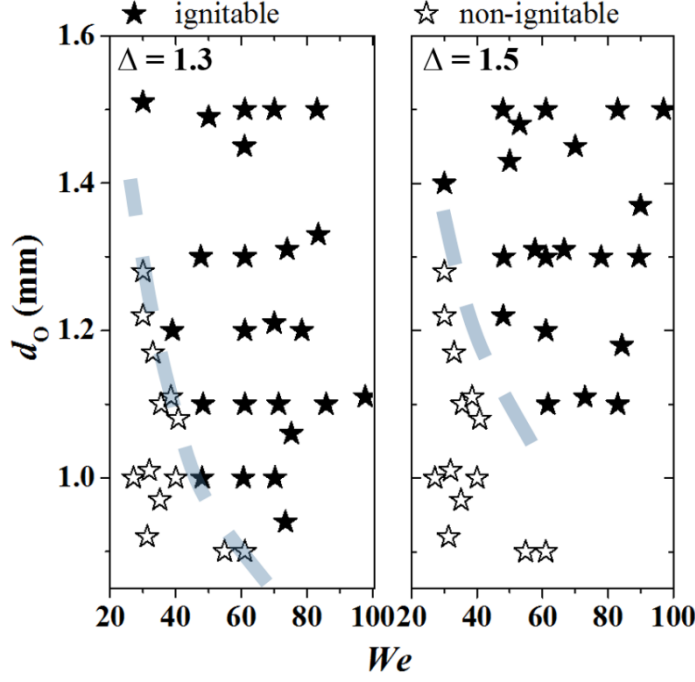 ★ ignitable ☆ non-ignitable
Δ = 1.3 Δ = 1.5
1.6
1.4
1.2
1.0
d_O (mm)
20 40 60 80 100 20 40 60 80 100
We